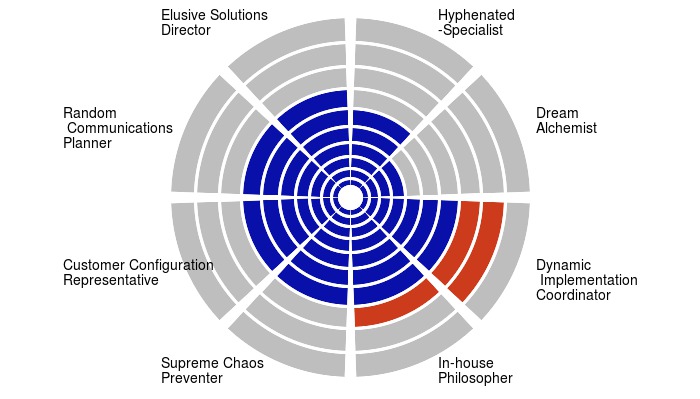 Elusive Solutions
Director
Hyphenated
-Specialist
Random
Communications
Planner
Dream
Alchemist
Customer Configuration
Representative
Dynamic
Implementation
Coordinator
Supreme Chaos
Preventer
In-house
Philosopher